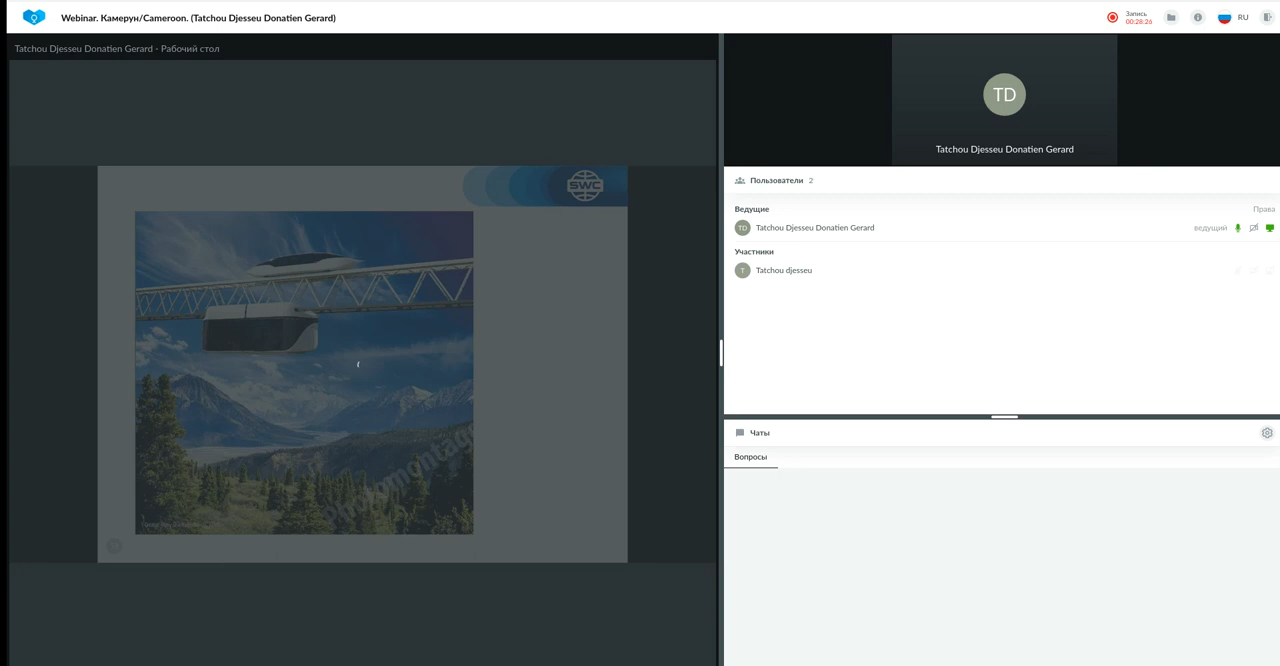 Webinar. Камерун/Cameroon. (Tatchou Djesseu Donatien Gerard)
Запись
00:28:26
RU
Tatchou Djesseu Donatien Gerard - Рабочий стол
SWC
photomontage
TD
Tatchou Djesseu Donatien Gerard
Пользователи 2
Ведущие Права
TD Tatchou Djesseu Donatien Gerard ведущий
Участники
T Tatchou djesseu
Чаты
Вопросы